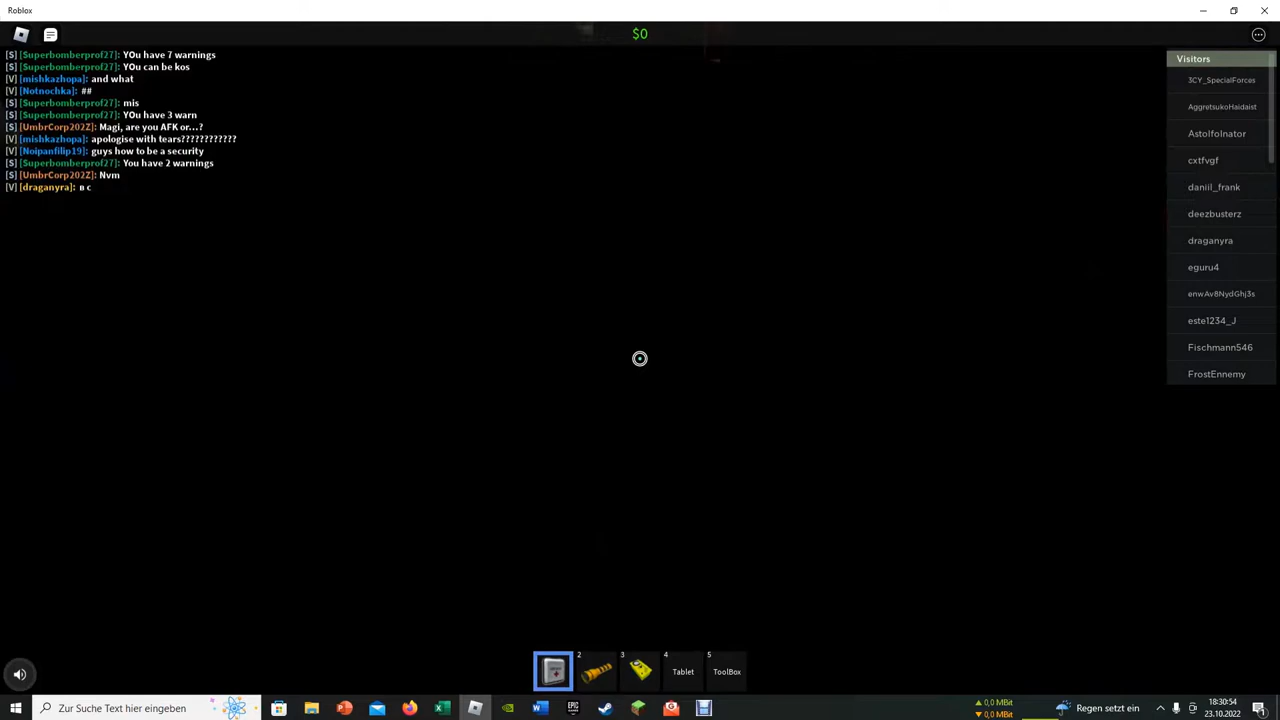 Roblox
$0
[S] [Superbomberprof27]: YOu have 7 warnings
[S] [Superbomberprof27]: YOu can be kos
[V] [mishkazhopa]: and what
[V] [Notnochka]: ##
[S] [Superbomberprof27]: mis
[S] [Superbomberprof27]: YOu have 3 warn
[S] [UmbrCorp202Z]: Magi, are you AFK or...?
[V] [mishkazhopa]: apologise with tears????????????
[V] [Noipanfilip19]: guys how to be a security
[S] [Superbomberprof27]: You have 2 warnings
[S] [UmbrCorp202Z]: Nvm
[V] [draganyra]: в с
Visitors
3CY_SpecialForces
AggretsukoHaidaist
Astolfolnator
cxtfvgf
daniil_frank
deezbusterz
draganyra
eguru4
enwAv8NydGhj3s
este1234_J
Fischmann546
FrostEnnemy
2
3
4
Tablet
5
ToolBox
Zur Suche Text hier eingeben
0,0 MBit
0,0 MBit
Regen setzt ein
18:30:54
23.10.2022